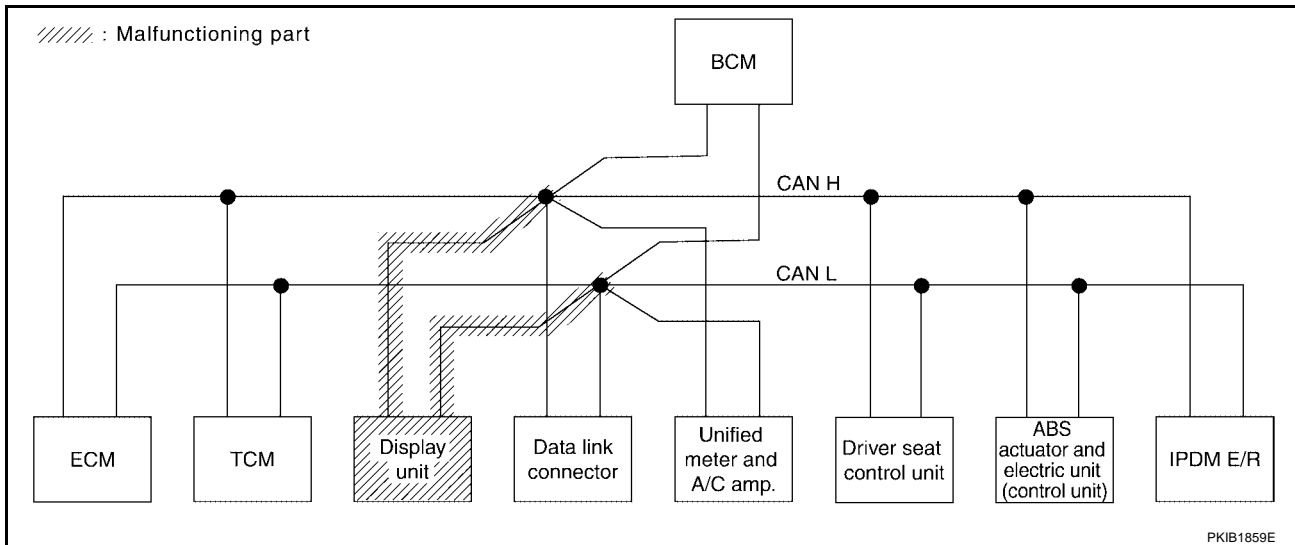 : Malfunctioning part
BCM
CAN H
CAN L
ECM
TCM
Display
unit
Data link
connector
Unified
meter and
A/C amp.
Driver seat
control unit
ABS
actuator and
electric unit
(control unit)
IPDM E/R
PKIB1859E